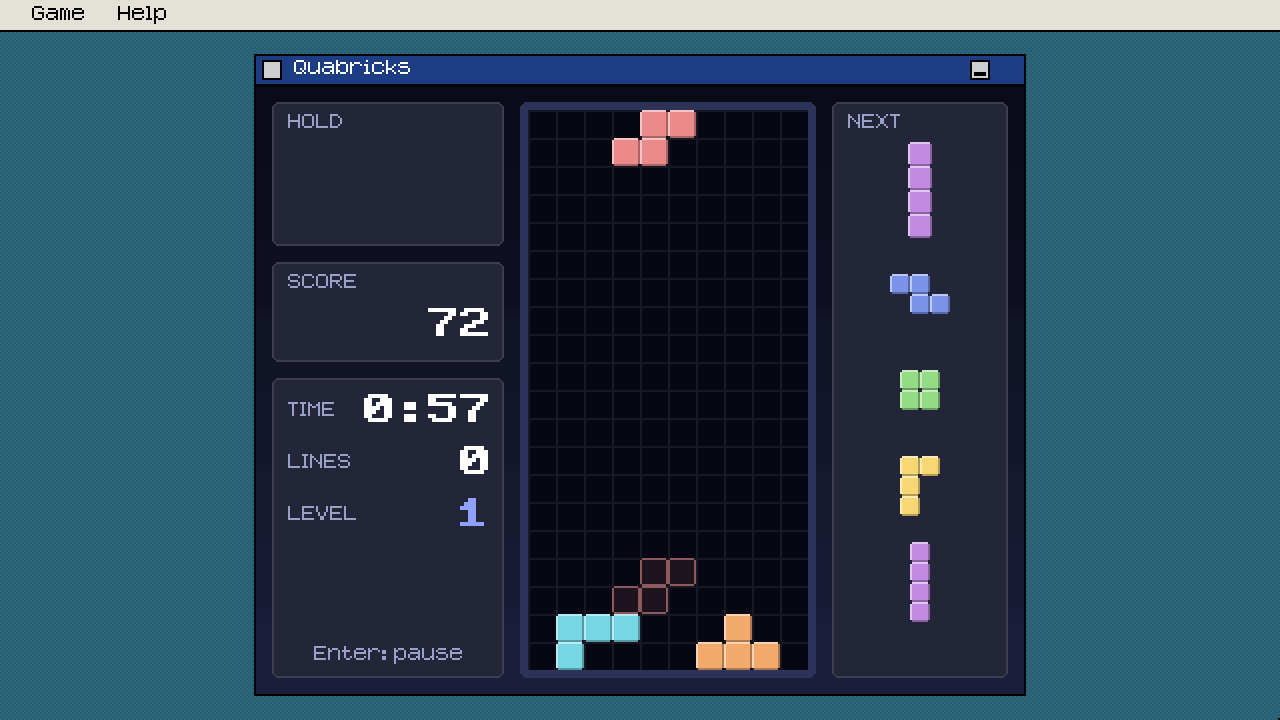 Game Help
Quabricks
HOLD
SCORE
72
TIME 0:57
LINES 0
LEVEL 1
Enter:pause
NEXT